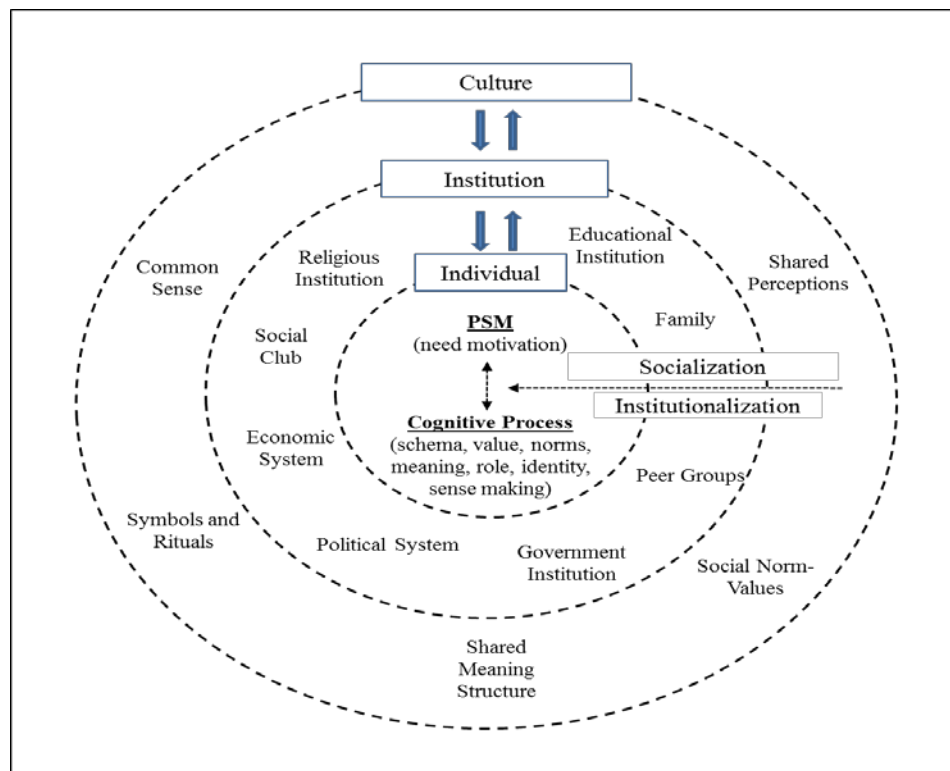 Culture
Institution
Educational
Institution
Religious
Institution
Individual
Common
Sense
Shared
Perceptions
PSM
(need motivation)
Family
Social
Club
Socialization
Institutionalization
Cognitive Process
(schema, value, norms,
meaning, role, identity,
sense making)
Economic
System
Peer Groups
Symbols and
Rituals
Political System
Government
Institution
Social Norm-
Values
Shared
Meaning
Structure